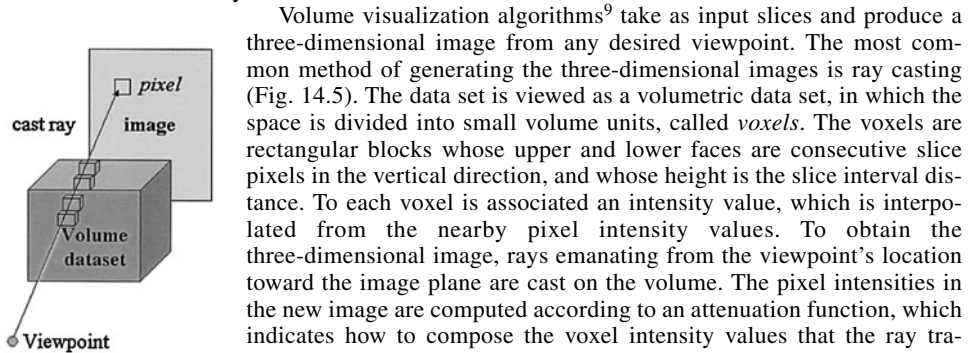 Volume visualization algorithms9 take as input slices and produce a
three-dimensional image from any desired viewpoint. The most com-
mon method of generating the three-dimensional images is ray casting
(Fig. 14.5). The data set is viewed as a volumetric data set, in which the
space is divided into small volume units, called voxels. The voxels are
rectangular blocks whose upper and lower faces are consecutive slice
pixels in the vertical direction, and whose height is the slice interval dis-
tance. To each voxel is associated an intensity value, which is interpo-
lated from the nearby pixel intensity values. To obtain the
three-dimensional image, rays emanating from the viewpoint's location
toward the image plane are cast on the volume. The pixel intensities in
the new image are computed according to an attenuation function, which
indicates how to compose the voxel intensity values that the ray tra-
pixel
cast ray
image
Volume
dataset
Viewpoint